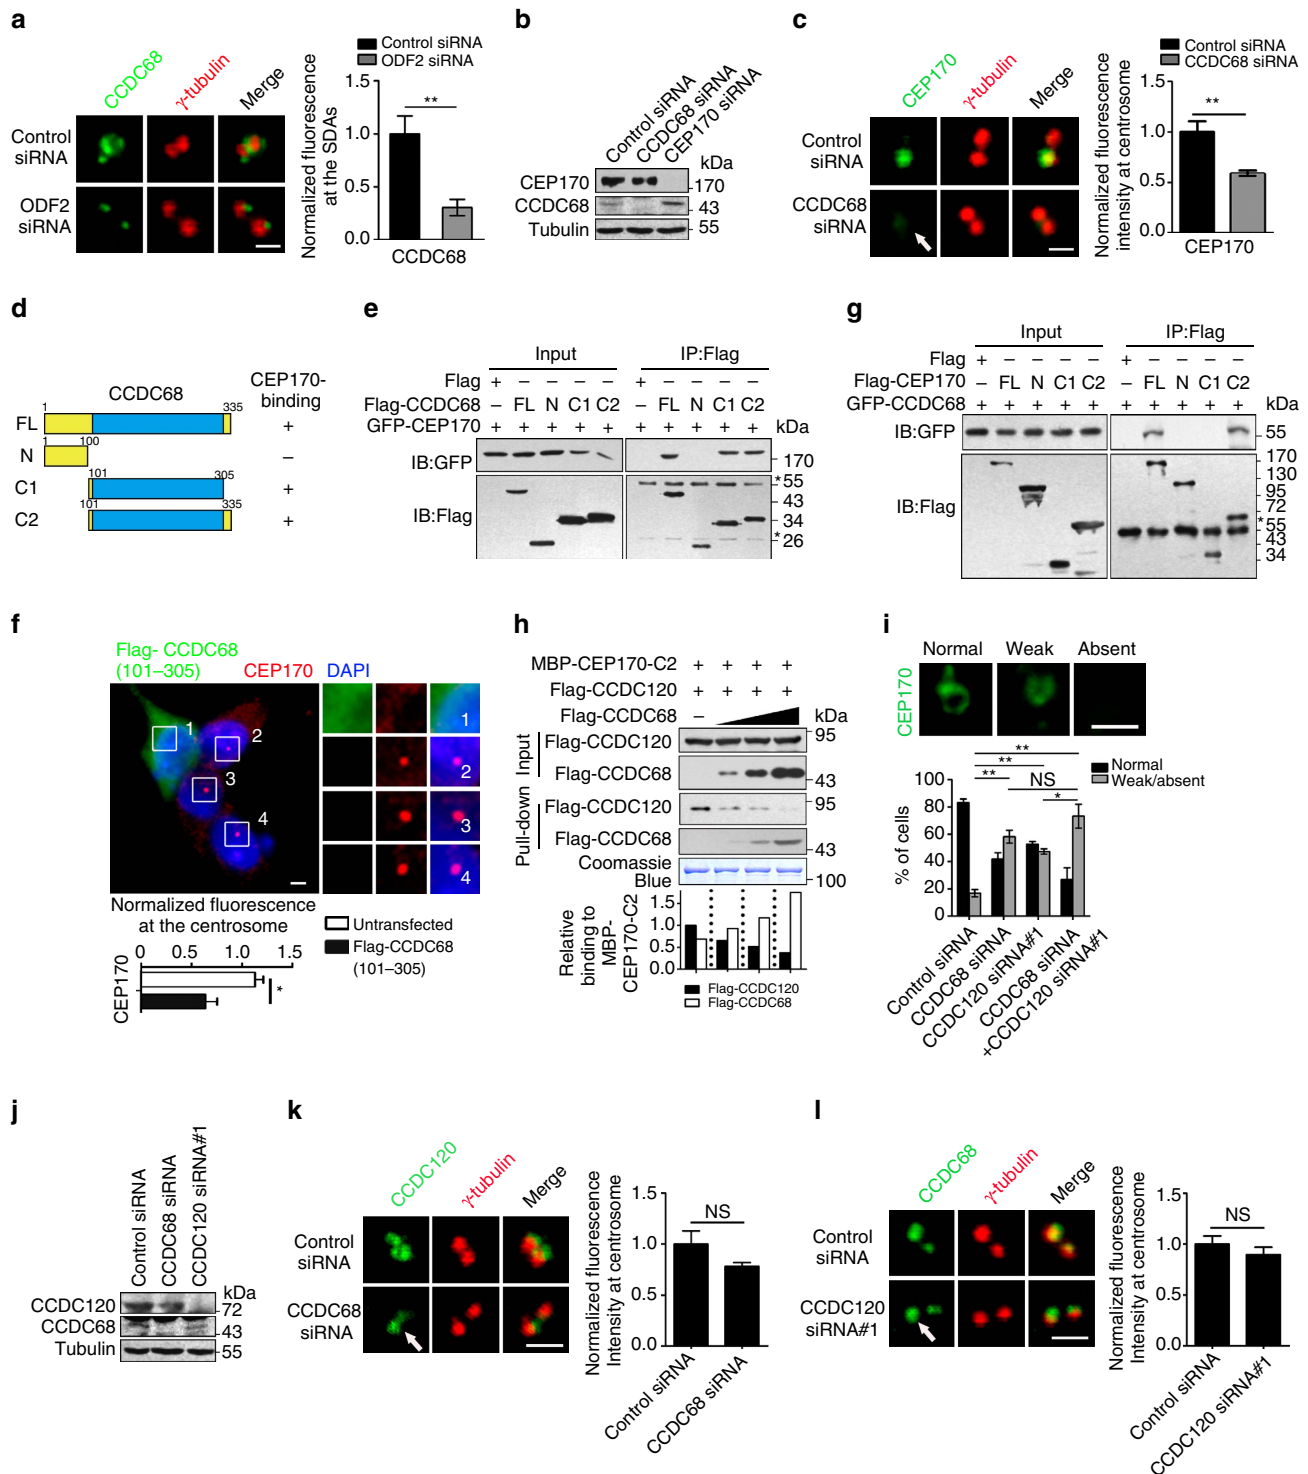 a
CCDC68
γ-tubulin
Merge
Control siRNA
ODF2 siRNA
Control siRNA
ODF2 siRNA
Normalized fluorescence at the SDAs
1.5
1.0
0.5
0.0
**
CCDC68
b
Control siRNA
CCDC68 siRNA
CEP170 siRNA
kDa
CEP170
170
CCDC68
43
Tubulin
55
c
CEP170
γ-tubulin
Merge
Control siRNA
CCDC68 siRNA
Control siRNA
CCDC68 siRNA
Normalized fluorescence intensity at centrosome
1.5
1.0
0.5
0.0
**
CEP170
d
CCDC68
CEP170-binding
FL 1 335 +
N 1 100 –
C1 101 305 +
C2 101 335 +
e
Input IP:Flag
Flag + – – – – + – – – –
Flag-CCDC68 – FL N C1 C2 – FL N C1 C2
GFP-CEP170 + + + + + + + + + + kDa
IB:GFP
170
IB:Flag
*55
43
34
*
26
g
Input IP:Flag
Flag + – – – – + – – – –
Flag-CEP170 – FL N C1 C2 – FL N C1 C2
GFP-CCDC68 + + + + + + + + + + kDa
IB:GFP
55
IB:Flag
170
130
95
72
*
55
43
34
f
Flag- CCDC68 (101–305)
CEP170
DAPI
1
2
3
4
1
2
3
4
Normalized fluorescence at the centrosome
0 0.5 1.0 1.5
CEP170
*
Untransfected
Flag-CCDC68 (101–305)
h
MBP-CEP170-C2 + + + +
Flag-CCDC120 + + + +
Flag-CCDC68 –
kDa
Input
Flag-CCDC120
95
Flag-CCDC68
43
Pull-down
Flag-CCDC120
95
Flag-CCDC68
43
Coomassie Blue
100
Relative binding to MBP-CEP170-C2
1.5
1.0
0.5
0.0
Flag-CCDC120
Flag-CCDC68
i
Normal Weak Absent
CEP170
**
**
**
NS
*
Normal
Weak/absent
% of cells
100
80
60
40
20
0
Control siRNA
CCDC68 siRNA
CCDC120 siRNA#1
CCDC68 siRNA
+CCDC120 siRNA#1
j
Control siRNA
CCDC68 siRNA
CCDC120 siRNA#1
kDa
CCDC120
72
CCDC68
43
Tubulin
55
k
CCDC120
γ-tubulin
Merge
Control siRNA
CCDC68 siRNA
Normalized fluorescence Intensity at centrosome
1.5
1.0
0.5
0.0
NS
Control siRNA
CCDC68 siRNA
l
CCDC68
γ-tubulin
Merge
Control siRNA
CCDC120 siRNA#1
Normalized fluorescence Intensity at centrosome
1.5
1.0
0.5
0.0
NS
Control siRNA
CCDC120 siRNA#1